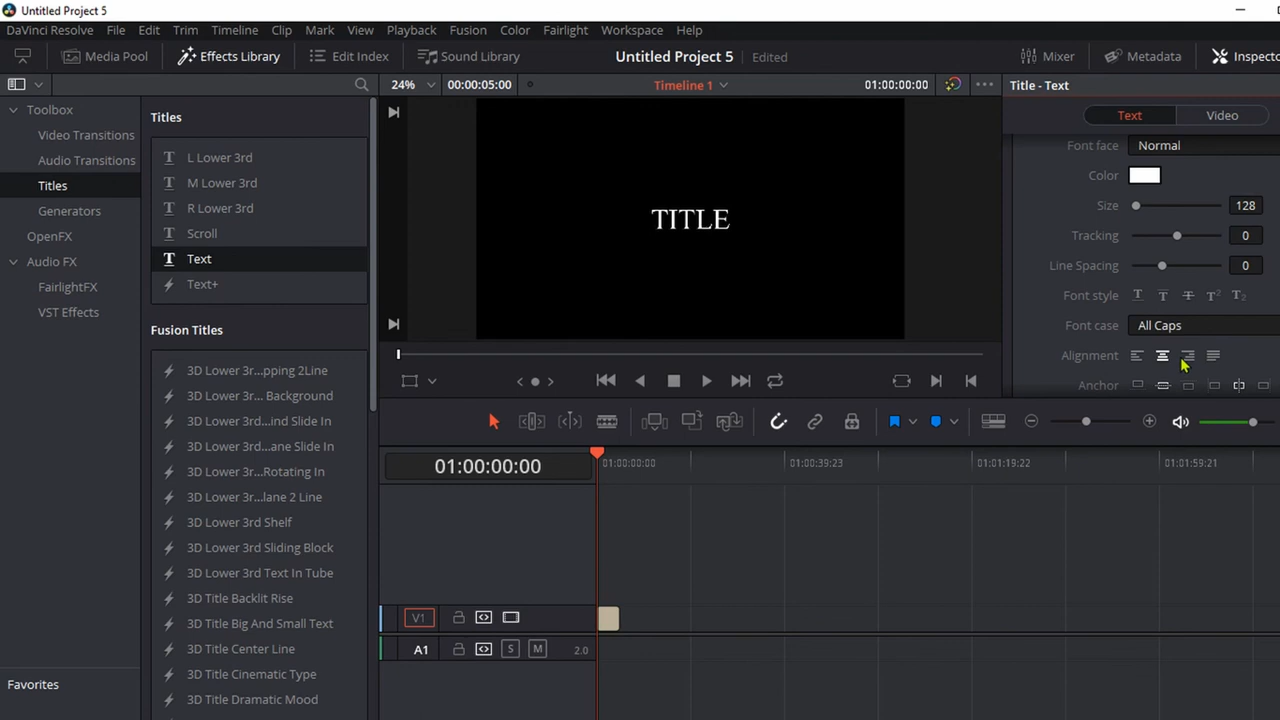 Untitled Project 5
DaVinci Resolve File Edit Trim Timeline Clip Mark View Playback Fusion Color Fairlight Workspace Help
Media Pool Effects Library Edit Index Sound Library Untitled Project 5 Edited Mixer Metadata Inspecto
24% 00:00:05:00 Timeline 1 01:00:00:00 Title - Text
Toolbox
Video Transitions
Audio Transitions
Titles
Generators
OpenFX
Audio FX
FairlightFX
VST Effects
Favorites
Titles
L Lower 3rd
M Lower 3rd
R Lower 3rd
Scroll
Text
Text+
Fusion Titles
3D Lower 3r...pping 2Line
3D Lower 3r... Background
3D Lower 3rd...ind Slide In
3D Lower 3rd...ane Slide In
3D Lower 3r...Rotating In
3D Lower 3r...lane 2 Line
3D Lower 3rd Shelf
3D Lower 3rd Sliding Block
3D Lower 3rd Text In Tube
3D Title Backlit Rise
3D Title Big And Small Text
3D Title Center Line
3D Title Cinematic Type
3D Title Dramatic Mood
TITLE
Text Video
Font face Normal
Color
Size 128
Tracking 0
Line Spacing 0
Font style T T T T2 T2
Font case All Caps
Alignment
Anchor
01:00:00:00 01:00:00:00 01:00:39:23 01:01:19:22 01:01:59:21
V1
A1 S M 2.0